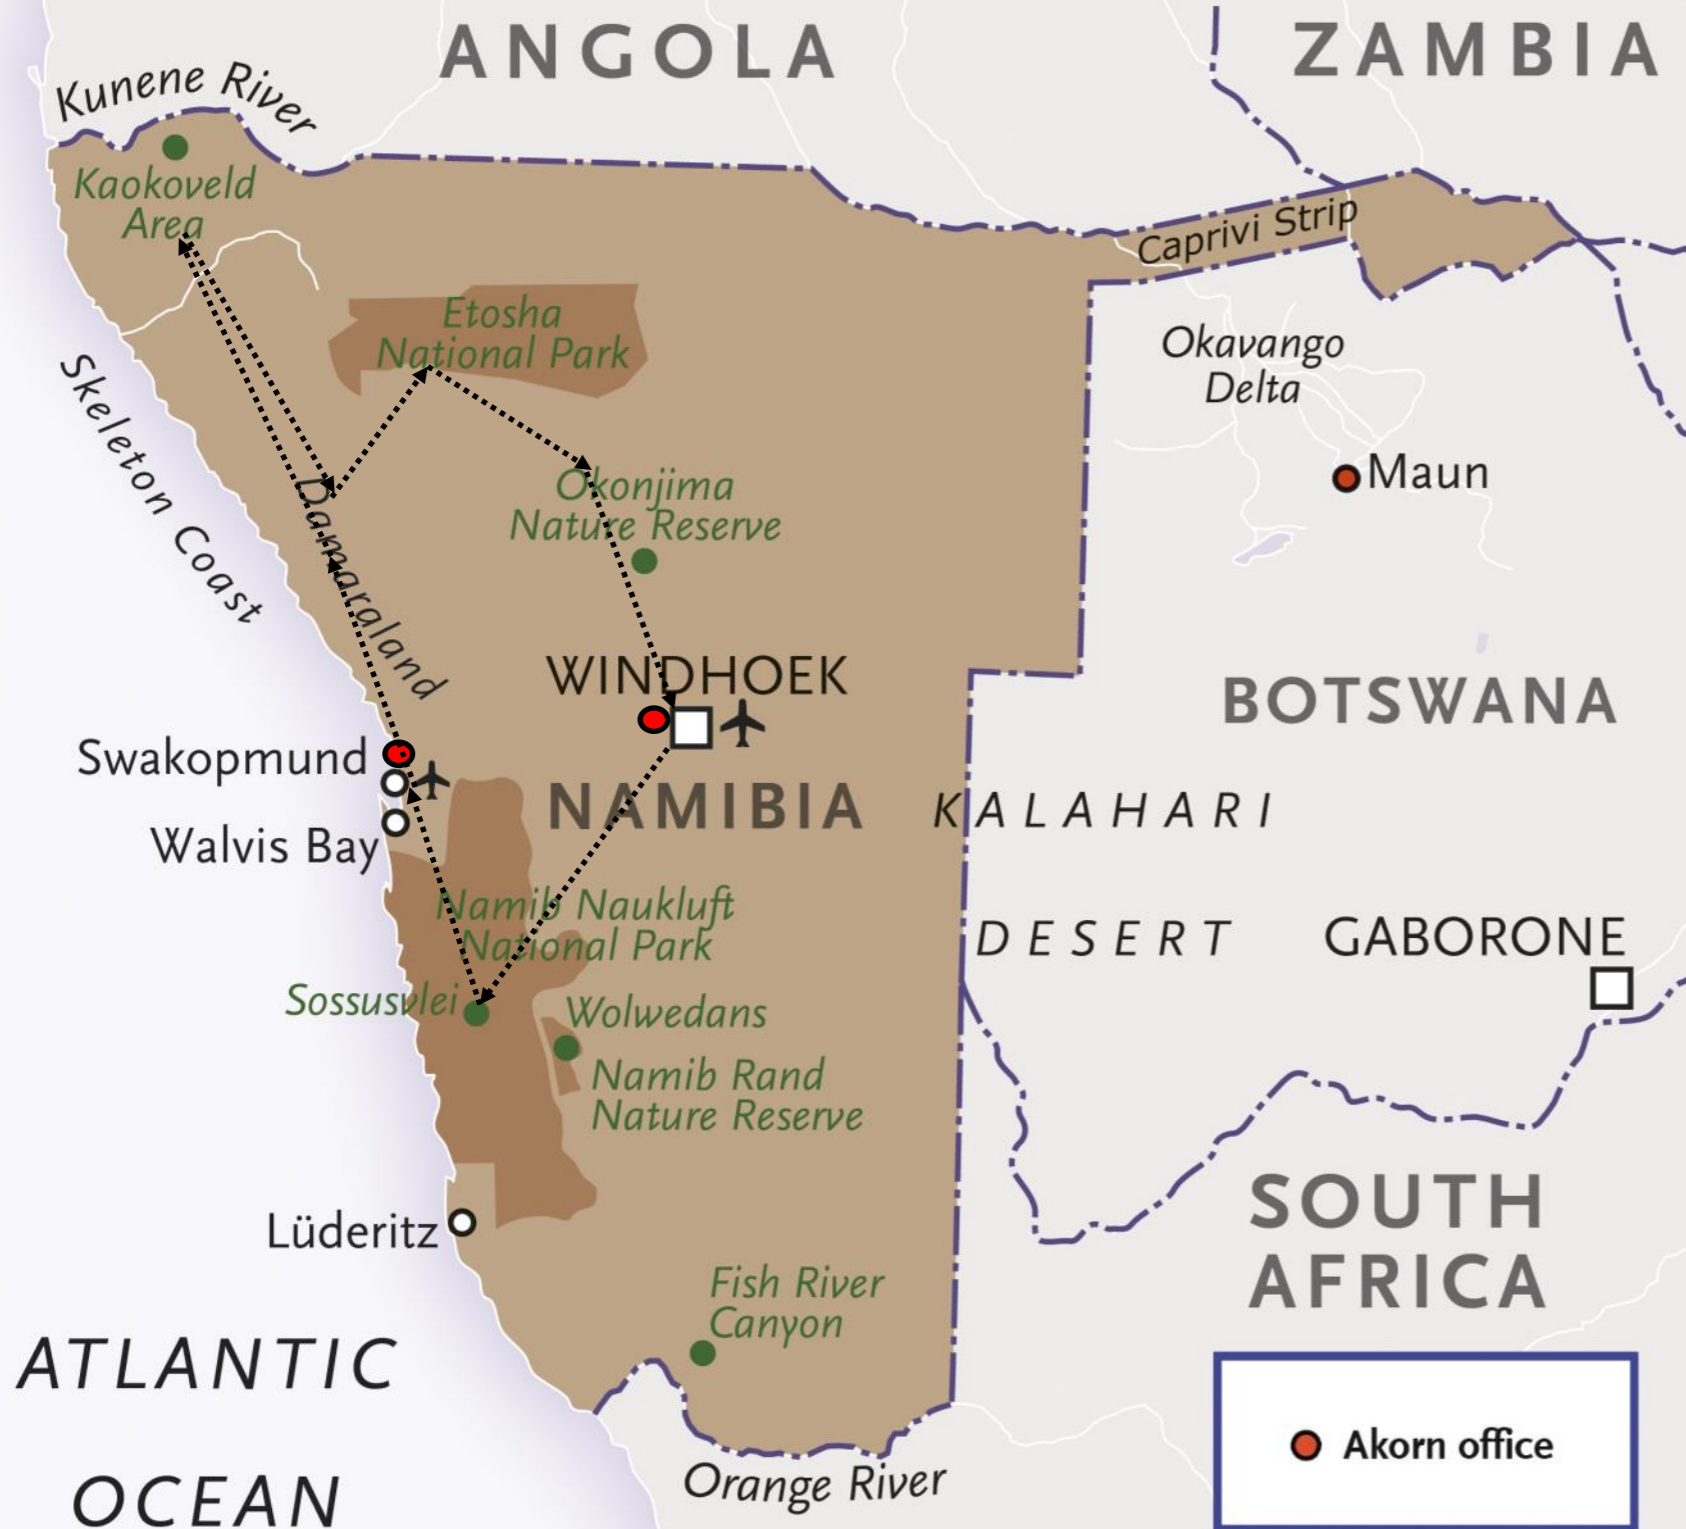 ANGOLA
ZAMBIA
Kunene River
Kaokoveld
Area
Caprivi Strip
Etosha
National Park
Okavango
Delta
Skeleton Coast
Maun
Okonjima
Nature Reserve
Damaraland
WINDHOEK
BOTSWANA
Swakopmund
NAMIBIA
KALAHARI
Walvis Bay
Namib Naukluft
National Park
DESERT
GABORONE
Sossusvlei
Wolwedans
Namib Rand
Nature Reserve
SOUTH
AFRICA
Lüderitz
Fish River
Canyon
ATLANTIC
OCEAN
Orange River
Akorn office